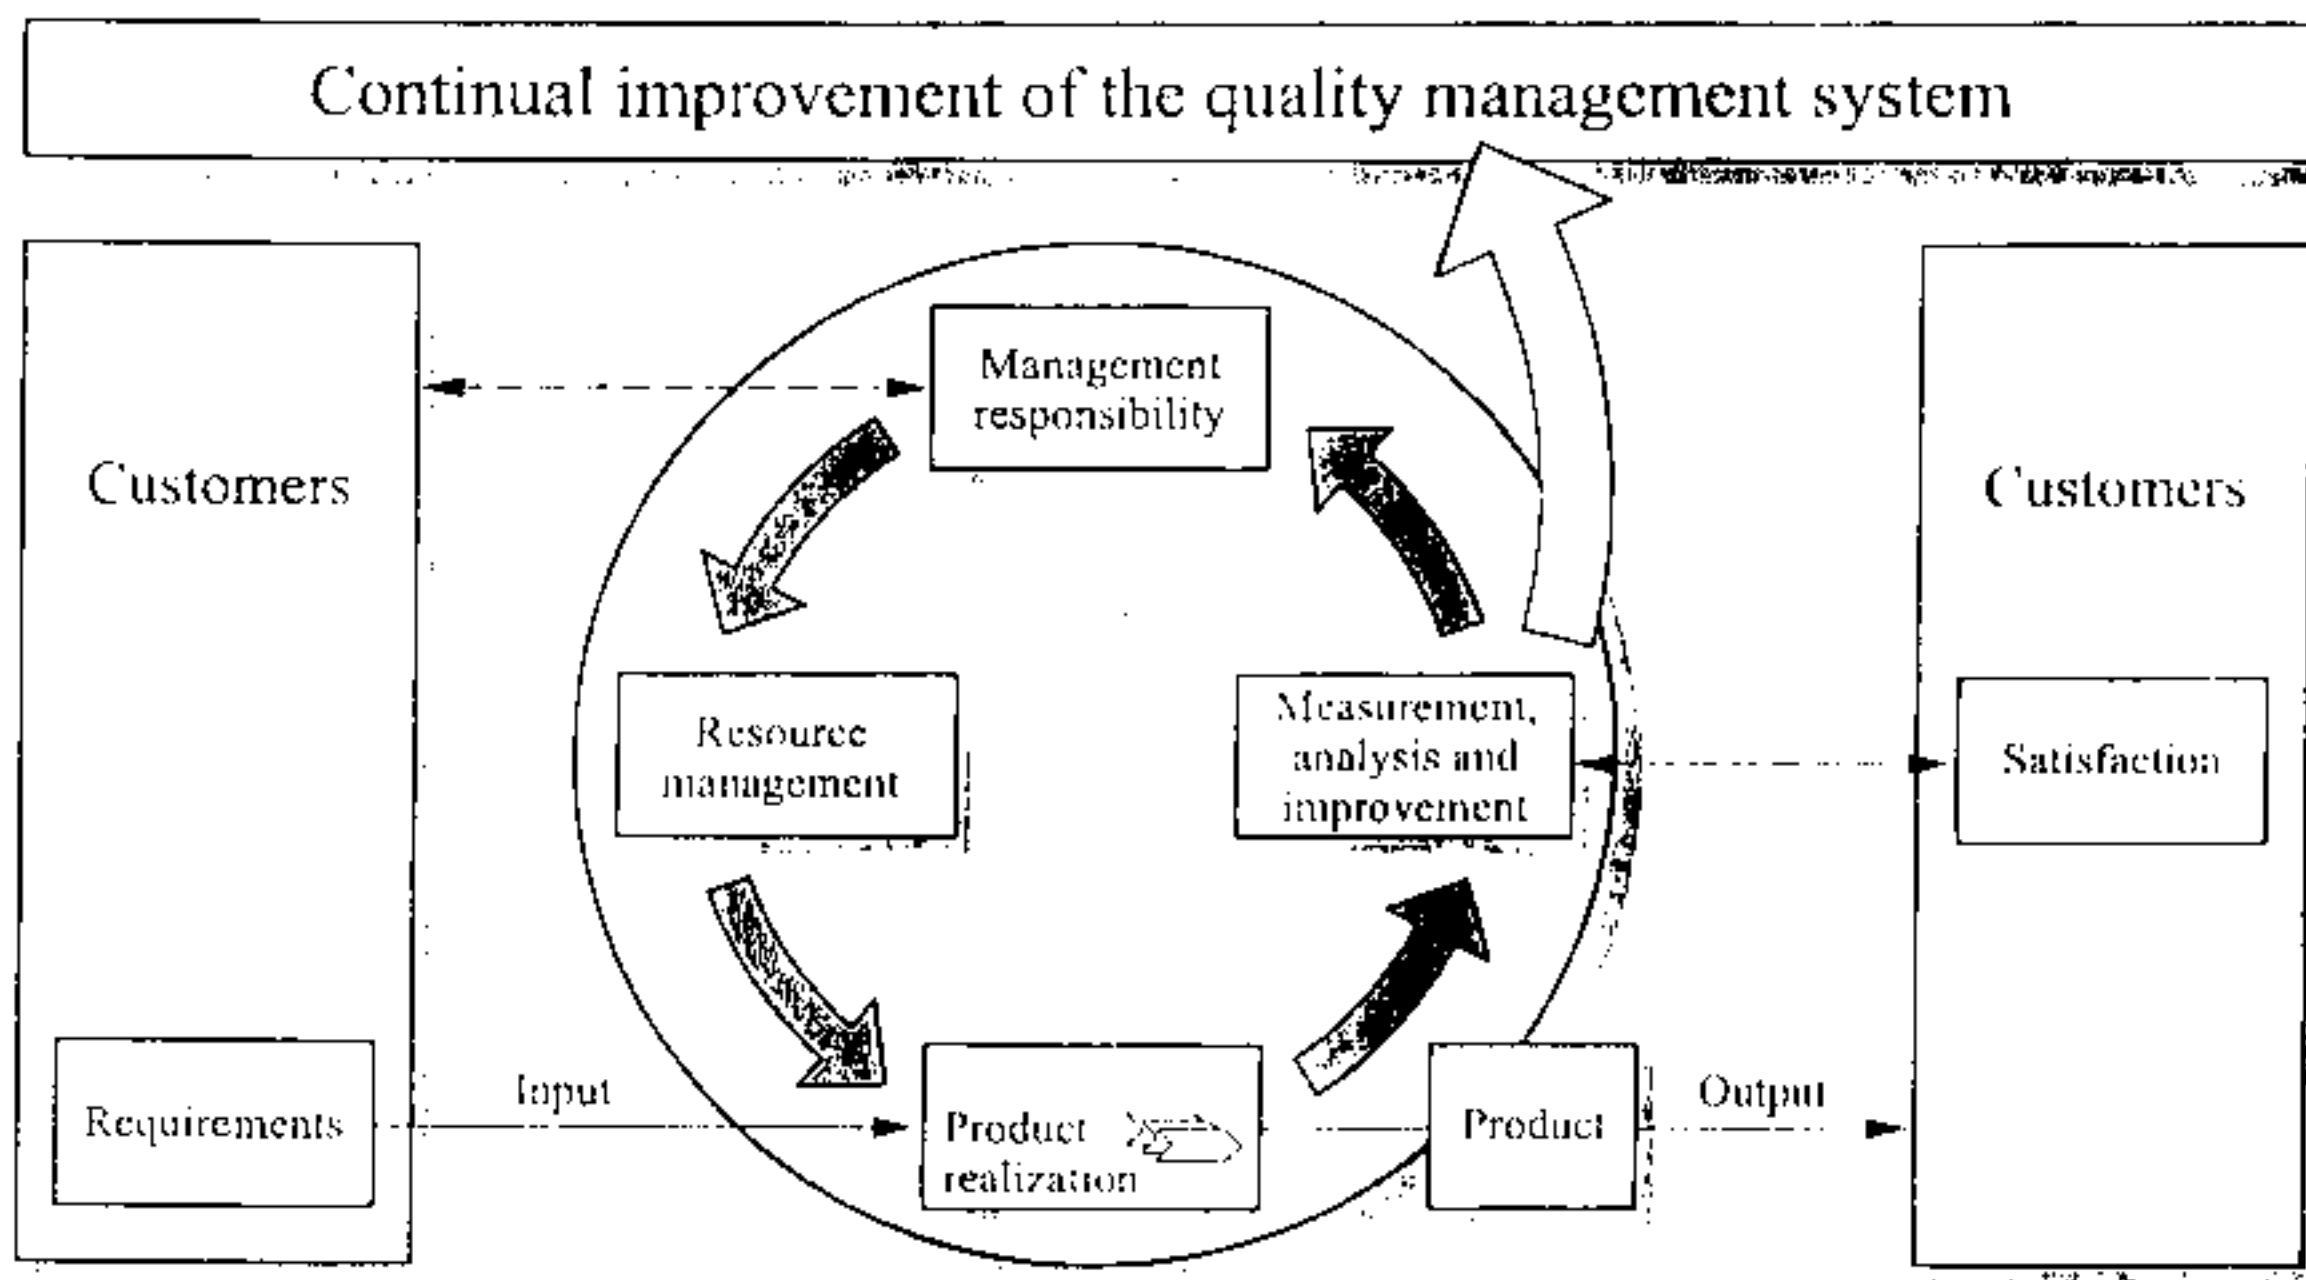 Continual improvement of the quality management system
Management
responsibility
Customers
Customers
Resource
management
Measurement,
analysis and
improvement
Satisfaction
Input
Output
Requirements
Product
realization
Product